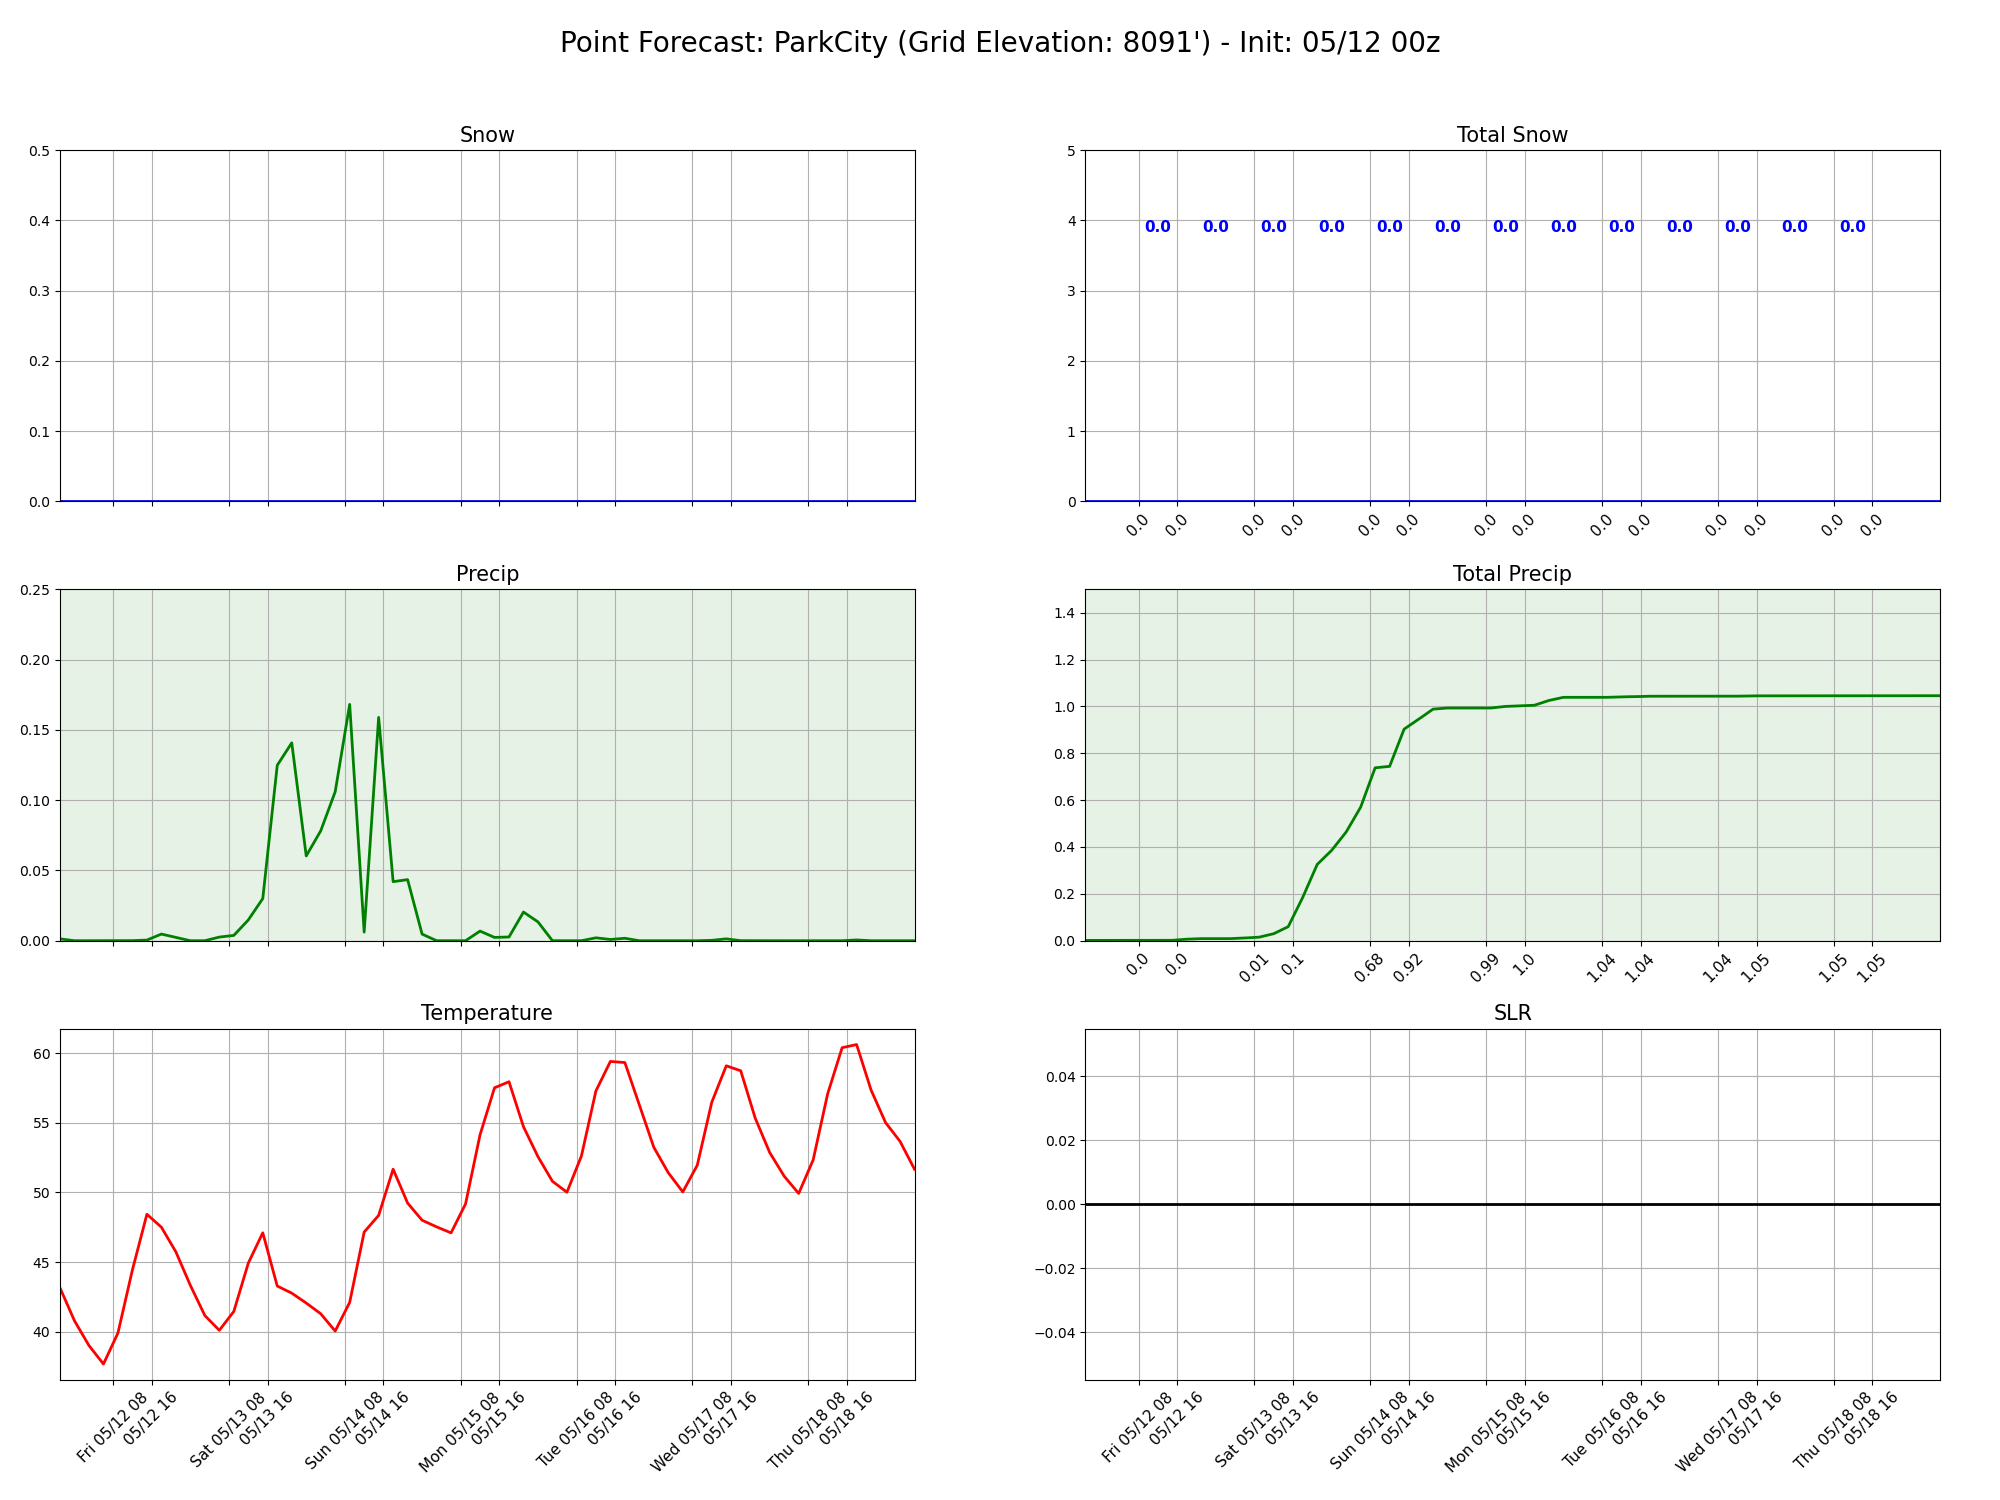 Point Forecast: ParkCity (Grid Elevation: 8091') - Init: 05/12 00z
Snow
0.5
0.4
0.3
0.2
0.1
0.0
Total Snow
5
4
3
2
1
0
0.0 0.0 0.0 0.0 0.0 0.0 0.0 0.0 0.0 0.0 0.0 0.0 0.0
0.0 0.0 0.0 0.0 0.0 0.0 0.0 0.0 0.0 0.0 0.0 0.0 0.0 0.0
Precip
0.25
0.20
0.15
0.10
0.05
0.00
Total Precip
1.4
1.2
1.0
0.8
0.6
0.4
0.2
0.0
0.0 0.0 0.01 0.1 0.68 0.92 0.99 1.0 1.04 1.04 1.04 1.05 1.05 1.05
Temperature
60
55
50
45
40
Fri 05/12 08
05/12 16
Sat 05/13 08
05/13 16
Sun 05/14 08
05/14 16
Mon 05/15 08
05/15 16
Tue 05/16 08
05/16 16
Wed 05/17 08
05/17 16
Thu 05/18 08
05/18 16
SLR
0.04
0.02
0.00
−0.02
−0.04
Fri 05/12 08
05/12 16
Sat 05/13 08
05/13 16
Sun 05/14 08
05/14 16
Mon 05/15 08
05/15 16
Tue 05/16 08
05/16 16
Wed 05/17 08
05/17 16
Thu 05/18 08
05/18 16